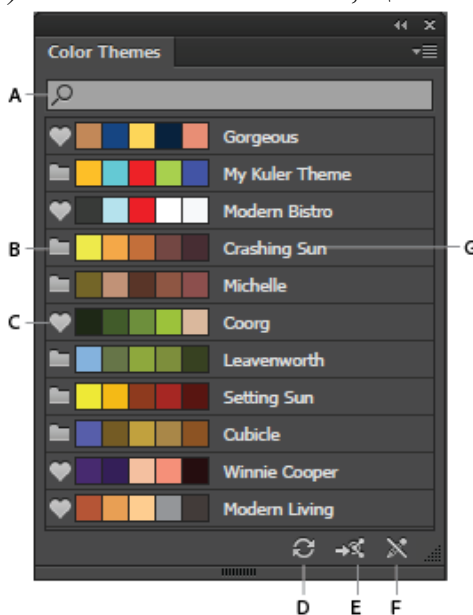 Color Themes
A
Gorgeous
My Kuler Theme
Modern Bistro
B
Crashing Sun
G
Michelle
C
Coorg
Leavenworth
Setting Sun
Cubicle
Winnie Cooper
Modern Living
D E F